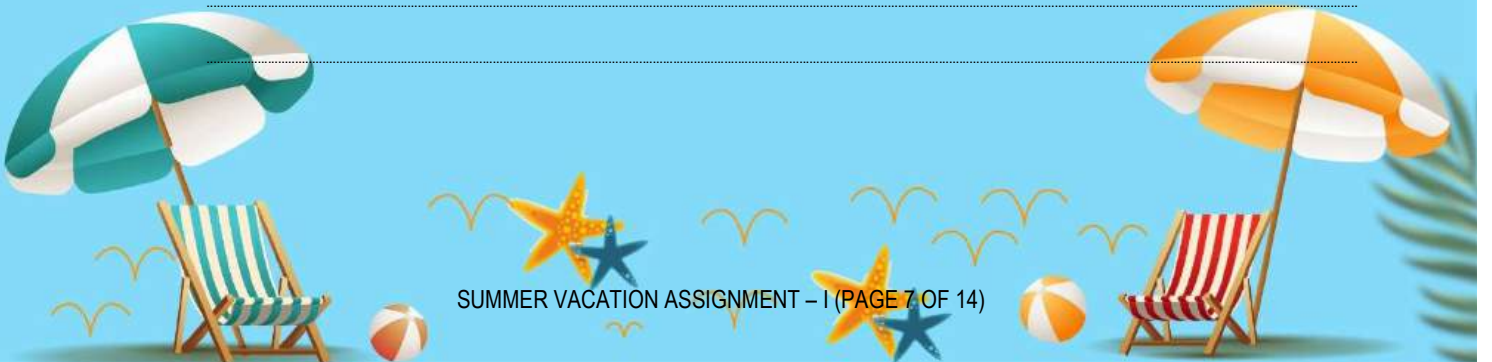 SUMMER VACATION ASSIGNMENT – I (PAGE 7 OF 14)